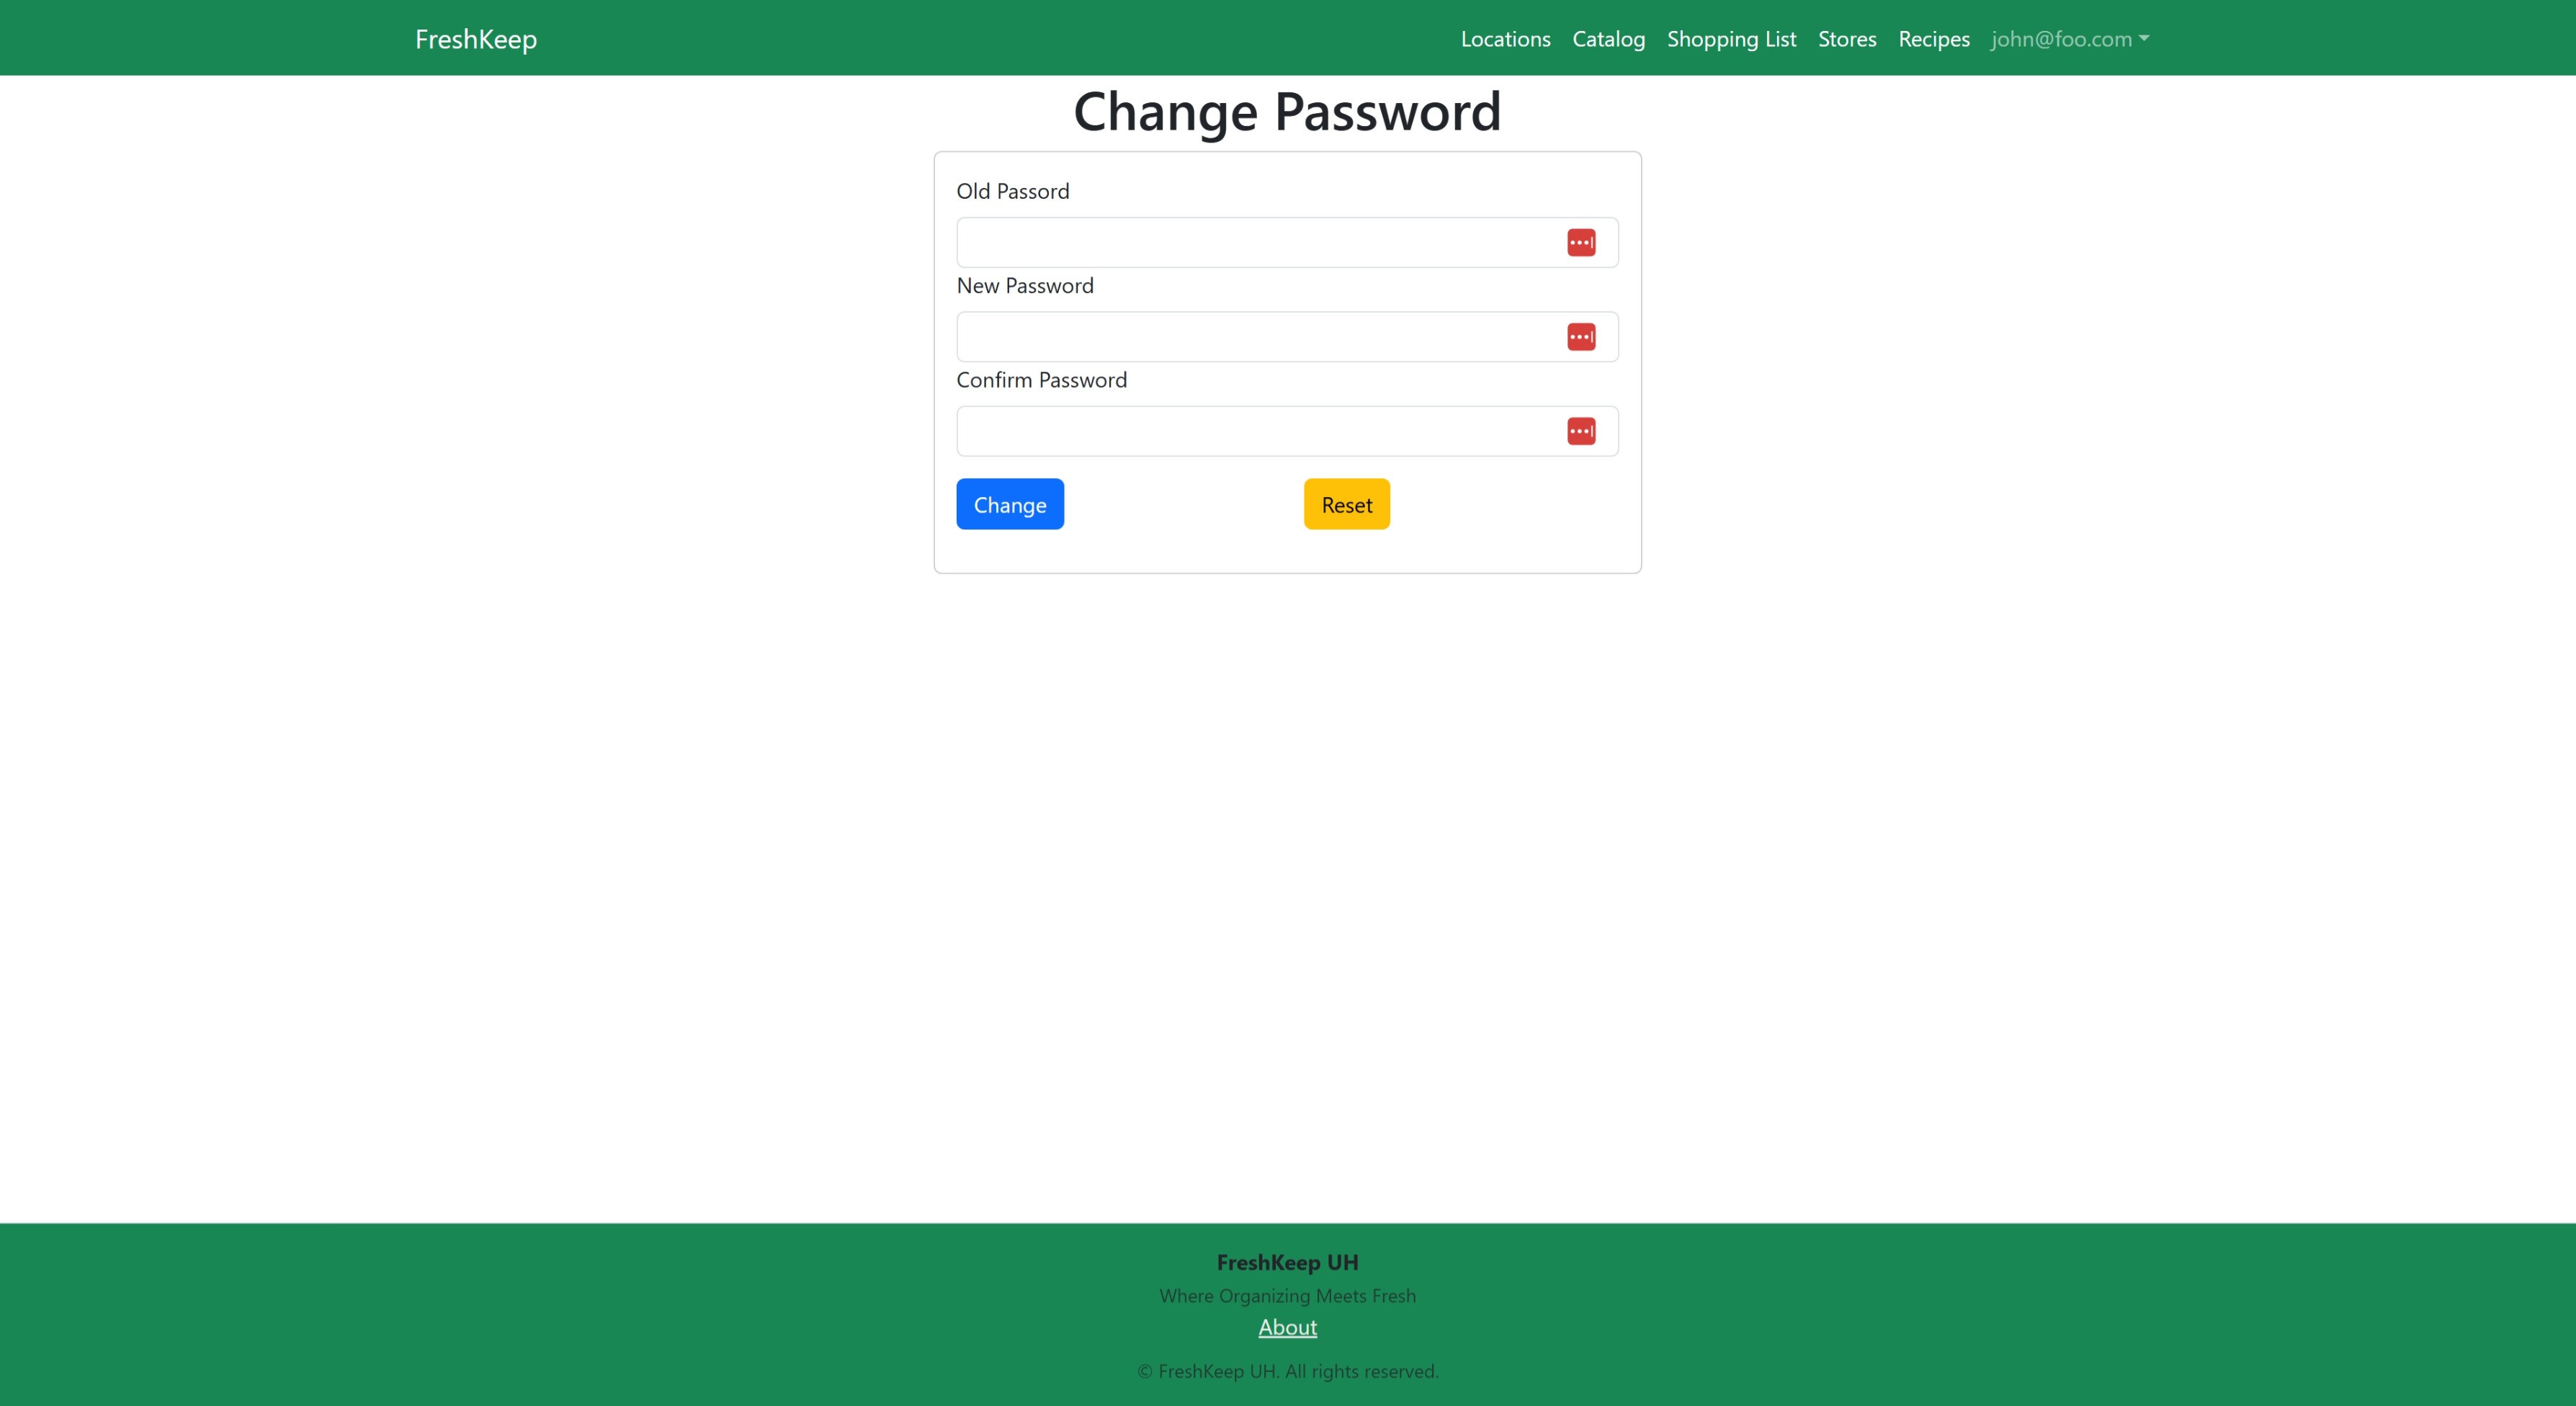 FreshKeep Locations Catalog Shopping List Stores Recipes john@foo.com
Change Password
Old Passord
New Password
Confirm Password
Change Reset
FreshKeep UH
Where Organizing Meets Fresh
About
© FreshKeep UH. All rights reserved.